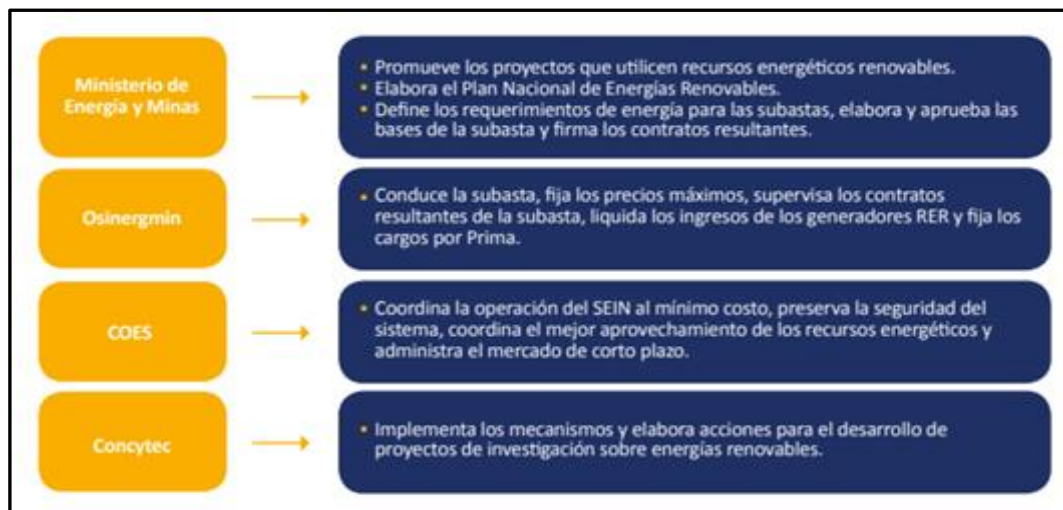 Ministerio de
Energía y Minas
• Promueve los proyectos que utilicen recursos energéticos renovables.
• Elabora el Plan Nacional de Energías Renovables.
• Define los requerimientos de energía para las subastas, elabora y aprueba las
bases de la subasta y firma los contratos resultantes.
Osinergmin
• Conduce la subasta, fija los precios máximos, supervisa los contratos
resultantes de la subasta, liquida los ingresos de los generadores RER y fija los
cargos por Prima.
COES
• Coordina la operación del SEIN al mínimo costo, preserva la seguridad del
sistema, coordina el mejor aprovechamiento de los recursos energéticos y
administra el mercado de corto plazo.
Concytec
• Implementa los mecanismos y elabora acciones para el desarrollo de
proyectos de investigación sobre energías renovables.